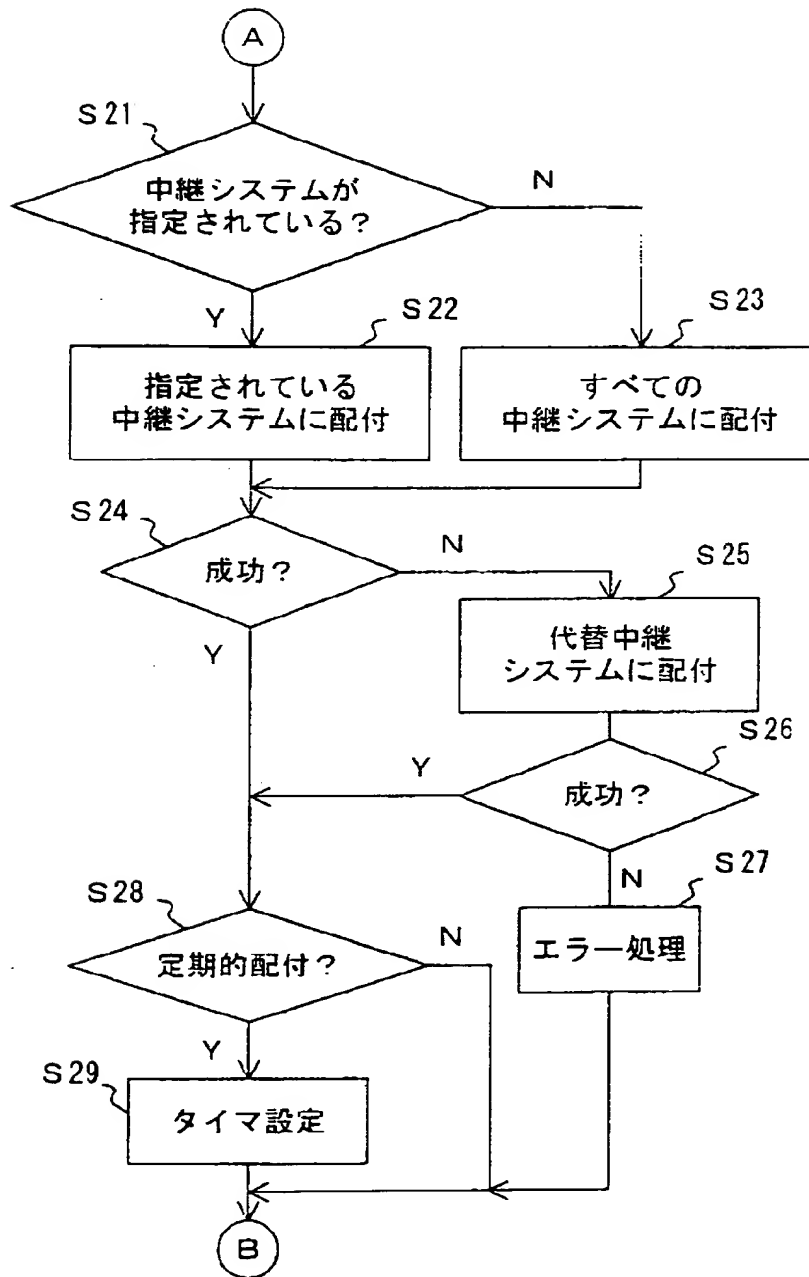 A
S21
中継システムが
指定されている?
N
Y
S22
S23
指定されている
中継システムに配付
すべての
中継システムに配付
S24
成功?
N
S25
Y
代替中継
システムに配付
S26
Y
成功?
S27
N
S28
定期的配付?
N
エラー処理
Y
S29
タイマ設定
B